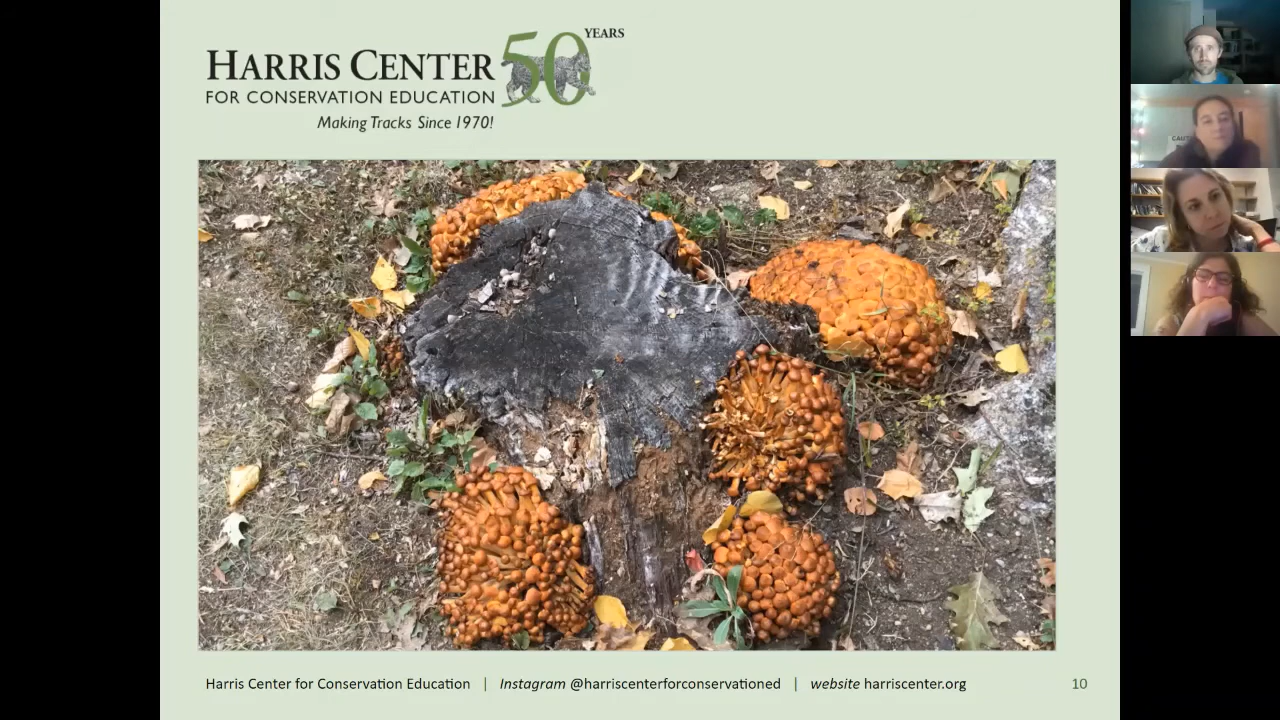 HARRIS CENTER 50 YEARS
FOR CONSERVATION EDUCATION
Making Tracks Since 1970!
CAUT
Harris Center for Conservation Education | Instagram @harriscenterforconservationed | website harriscenter.org 10